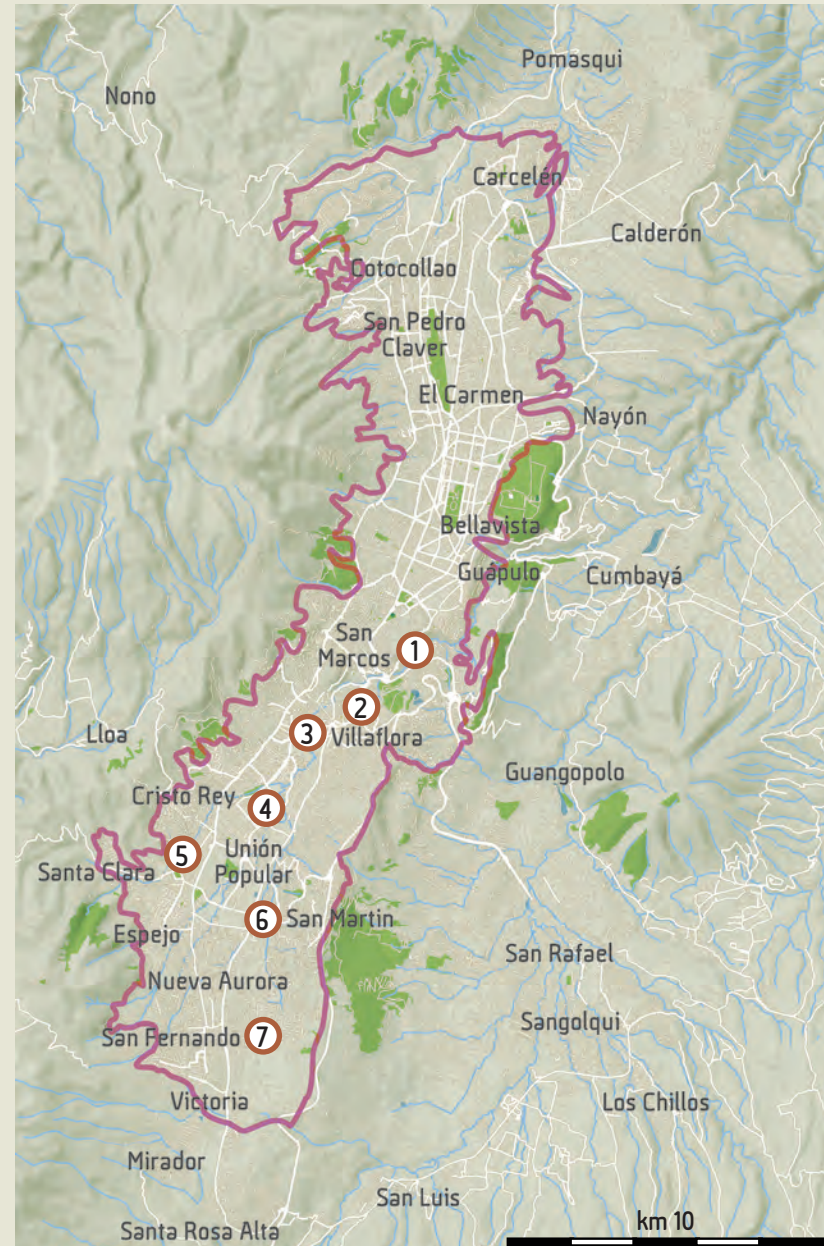 Pomasqui
Nono
Carcelén
Calderón
Cotocollao
San Pedro
Claver
El Carmen
Nayón
Bellavista
Guápulo
Cumbayá
San
Marcos
1
2
3
Villaflora
Lloa
Guangopolo
Cristo Rey
4
5
Unión
Popular
Santa Clara
6
San Martin
Espejo
San Rafael
Nueva Aurora
Sangolqui
San Fernando
7
Victoria
Los Chillos
Mirador
San Luis
Santa Rosa Alta
km 10